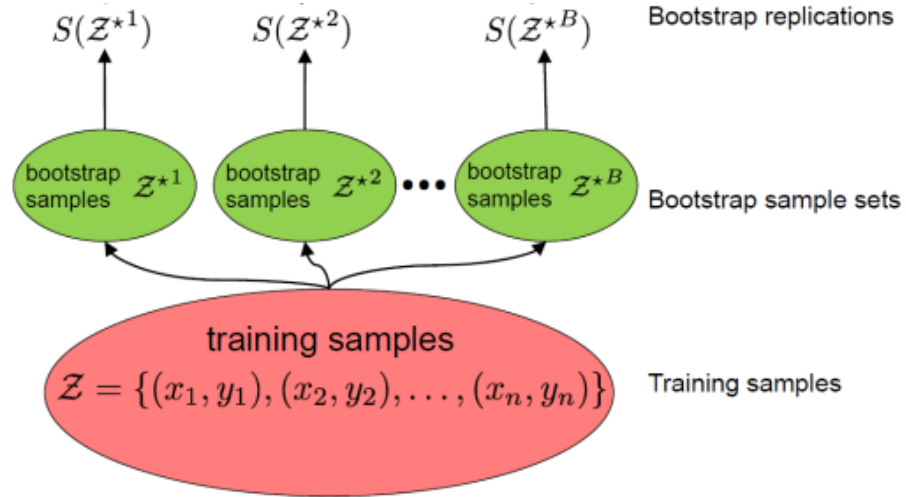 S(Z⋆1) S(Z⋆2) S(Z⋆B) Bootstrap replications
bootstrap samples Z⋆1
bootstrap samples Z⋆2
•••
bootstrap samples Z⋆B
Bootstrap sample sets
training samples
Z = {(x1, y1), (x2, y2), . . . , (xn, yn)}
Training samples